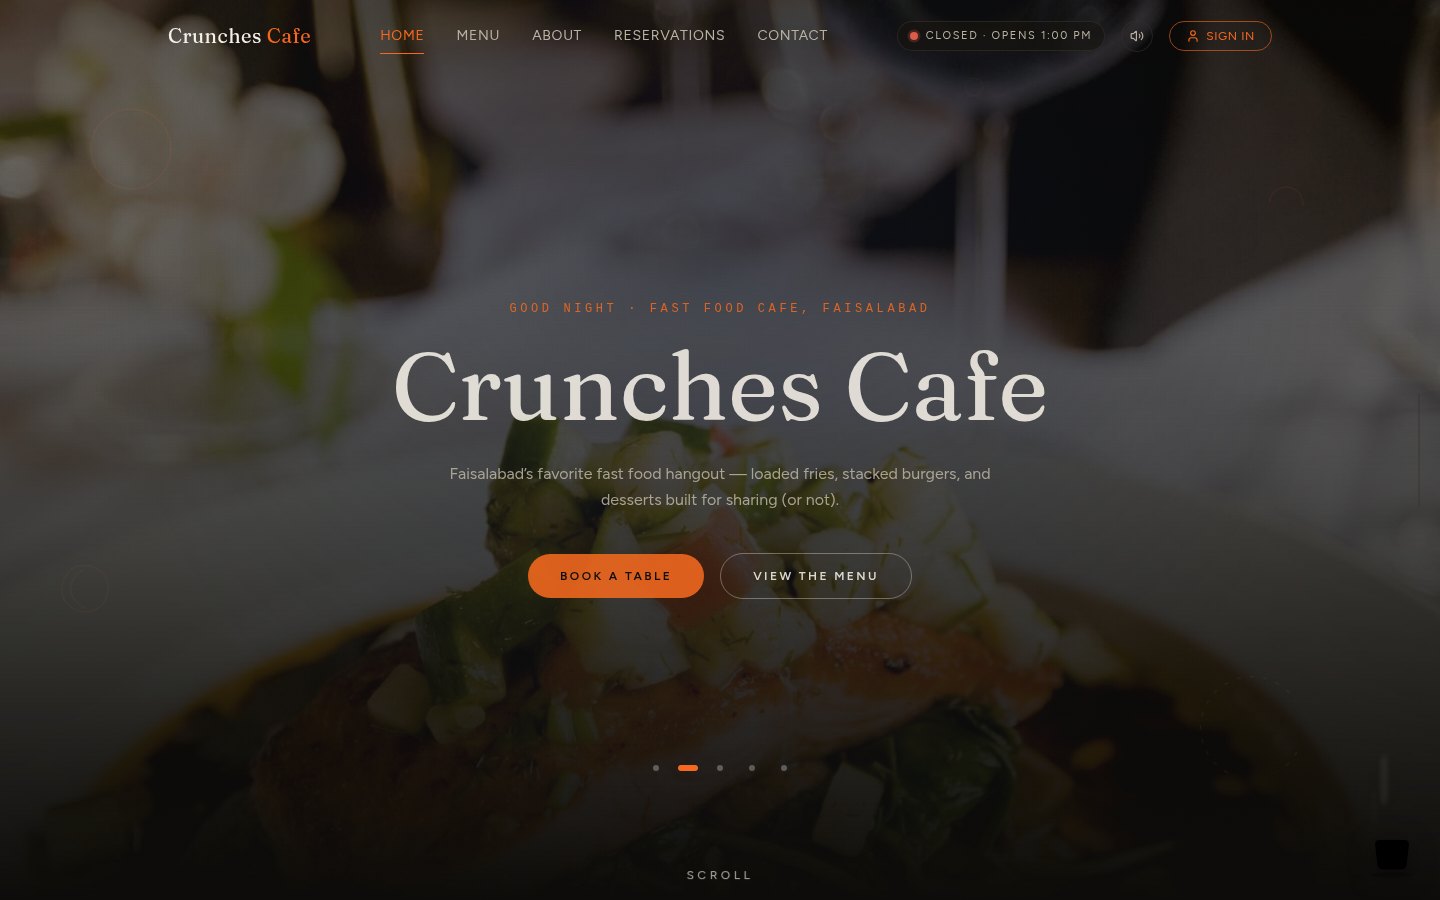 Crunches Cafe
HOME
MENU
ABOUT
RESERVATIONS
CONTACT
CLOSED · OPENS 1:00 PM
SIGN IN
GOOD NIGHT · FAST FOOD CAFE, FAISALABAD
Crunches Cafe
Faisalabad’s favorite fast food hangout — loaded fries, stacked burgers, and
desserts built for sharing (or not).
BOOK A TABLE
VIEW THE MENU
SCROLL